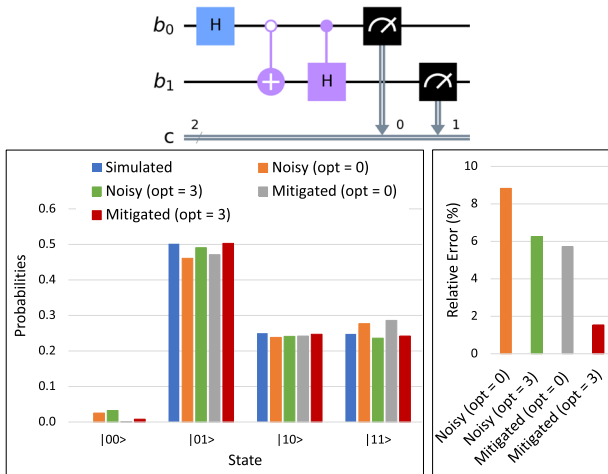 b₀ H
b₁ H
c 2 0 1
Simulated Noisy (opt = 0)
Noisy (opt = 3) Mitigated (opt = 0)
Mitigated (opt = 3)
0.6
0.5
0.4
0.3
0.2
0.1
0.0
Probabilities
|00> |01> |10> |11>
State
10
8
6
4
2
0
Relative Error (%)
Noisy (opt = 0)
Noisy (opt = 3)
Mitigated (opt = 0)
Mitigated (opt = 3)